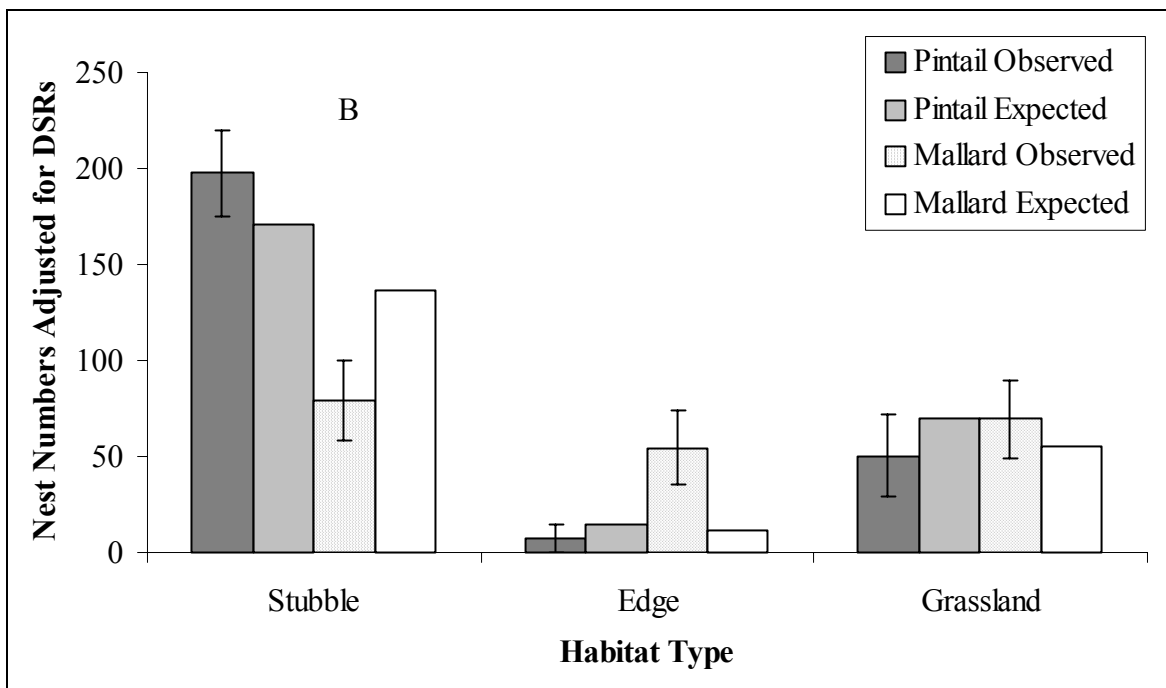 Pintail Observed
Pintail Expected
Mallard Observed
Mallard Expected
B
250
200
150
100
50
0
Nest Numbers Adjusted for DSRs
Stubble Edge Grassland
Habitat Type